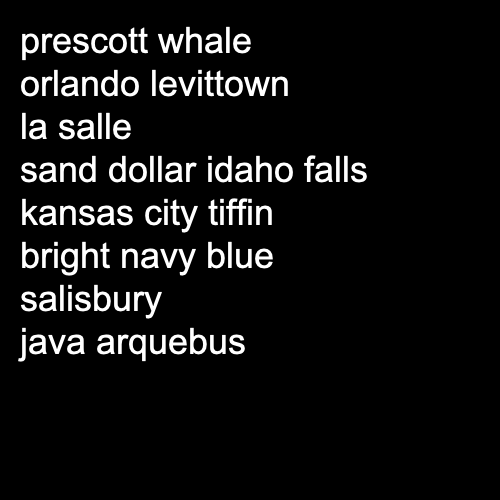 prescott whale
orlando levittown
la salle
sand dollar idaho falls
kansas city tiffin
bright navy blue
salisbury
java arquebus